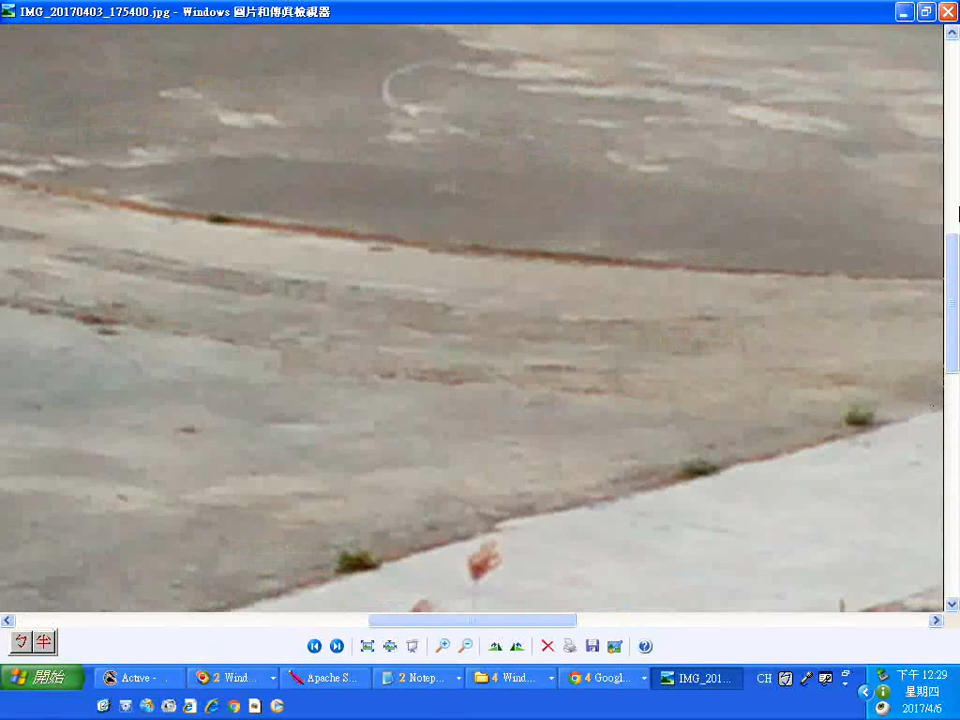 IMG_20170403_175400.jpg - Windows 圖片和傳真檢視器
ㄅ 半
開始
Active - ...
2 Wind...
Apache S...
2 Notep...
4 Wind...
4 Googl...
IMG_201...
CH
下午 12:29
星期四
2017/4/6